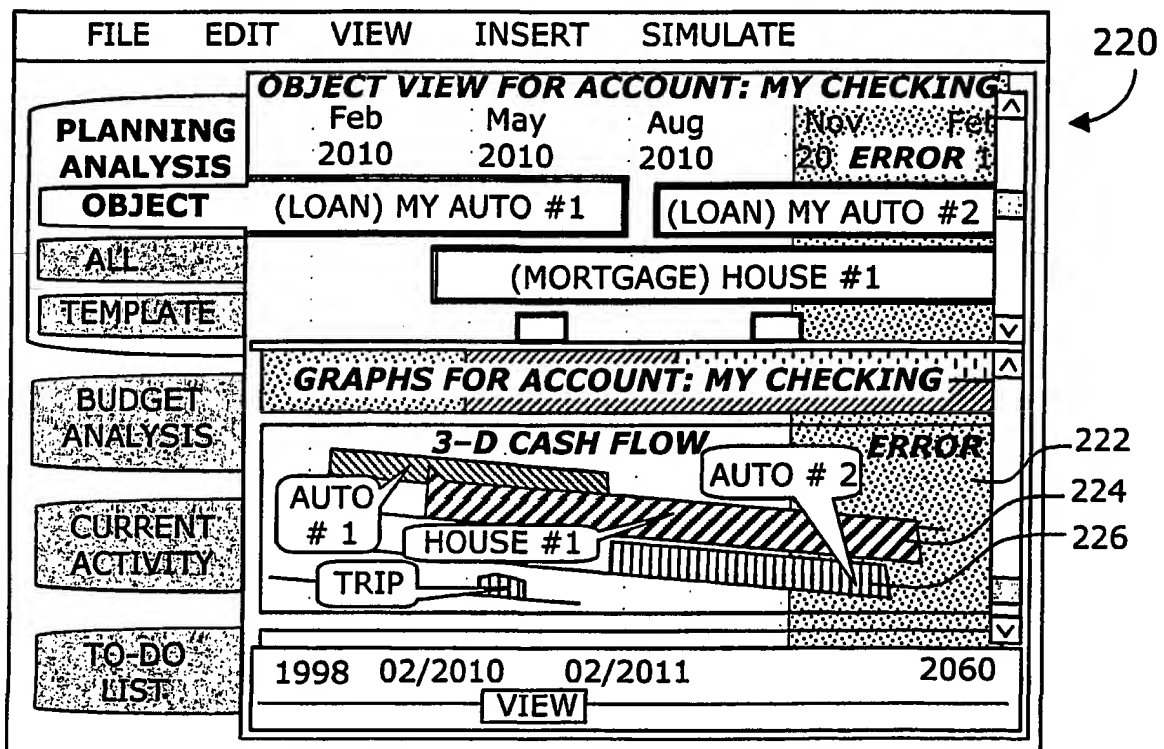 FILE EDIT VIEW INSERT SIMULATE
220
OBJECT VIEW FOR ACCOUNT: MY CHECKING
PLANNING
ANALYSIS
OBJECT
ALL
TEMPLATE
BUDGET
ANALYSIS
CURRENT
ACTIVITY
TO-DO
LIST
Feb May Aug Nov Fet
2010 2010 2010 20 ERROR 1
(LOAN) MY AUTO #1 (LOAN) MY AUTO #2
(MORTGAGE) HOUSE #1
GRAPHS FOR ACCOUNT: MY CHECKING
3-D CASH FLOW ERROR
AUTO # 2
AUTO
# 1
HOUSE #1
TRIP
222
224
226
1998 02/2010 02/2011 2060
VIEW